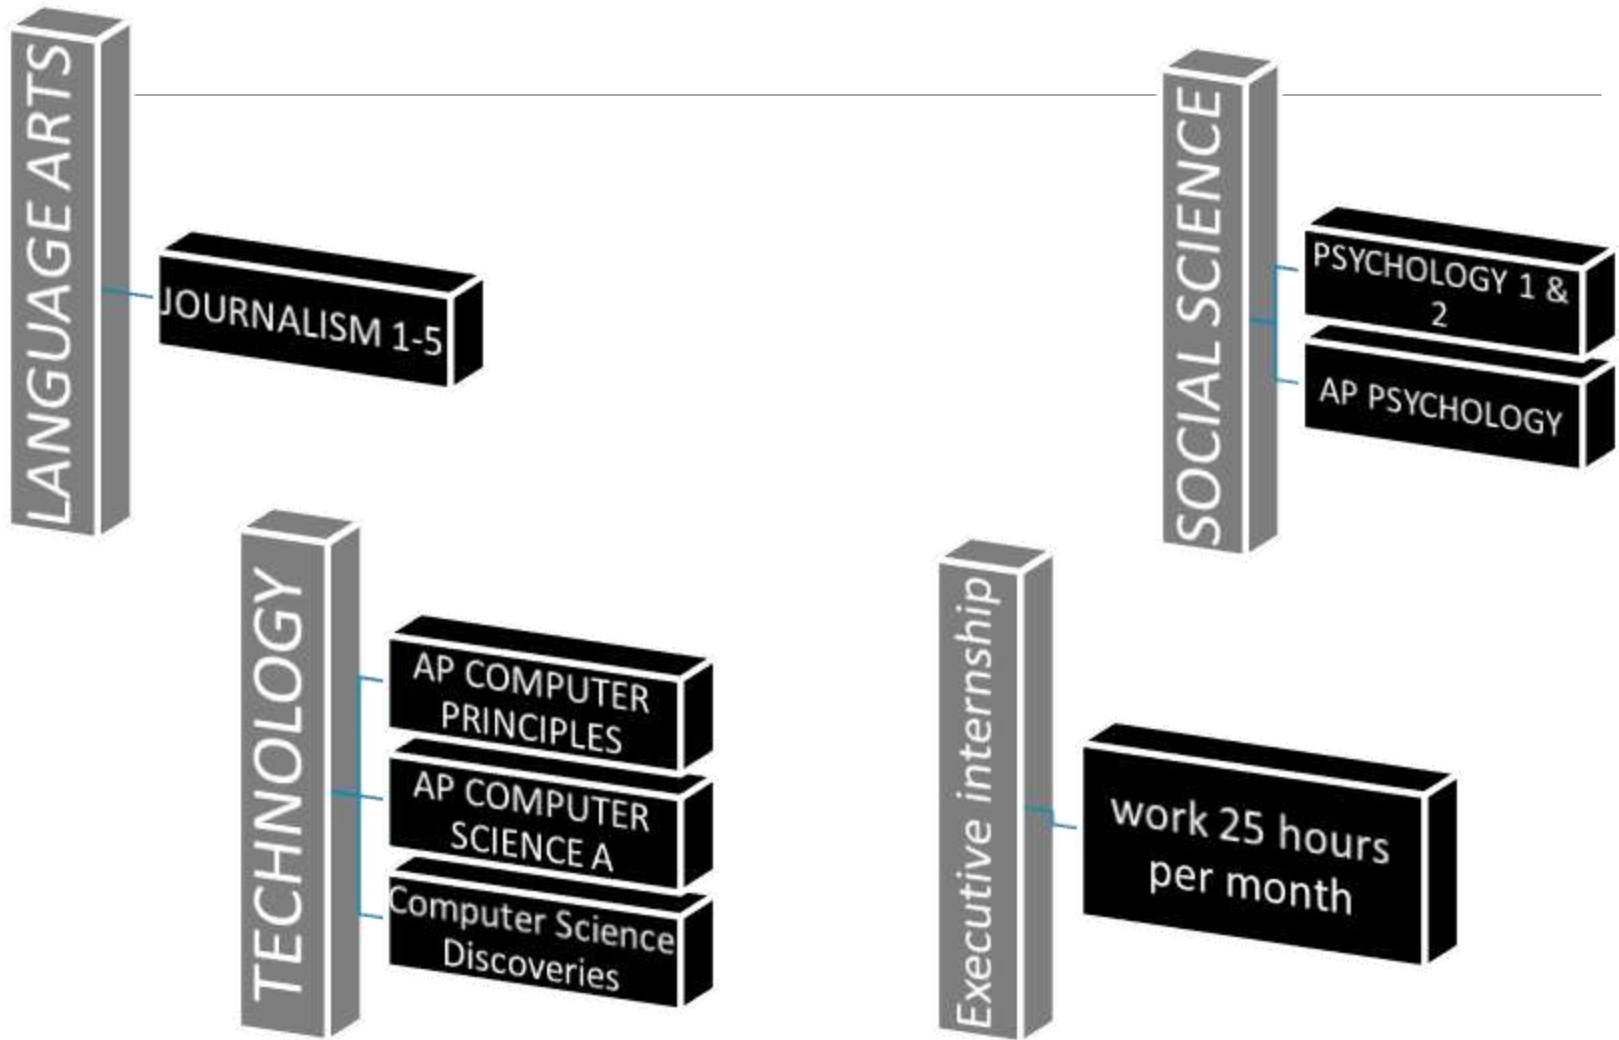 LANGUAGE ARTS
JOURNALISM 1-5
SOCIAL SCIENCE
PSYCHOLOGY 1 &
2
AP PSYCHOLOGY
TECHNOLOGY
AP COMPUTER
PRINCIPLES
AP COMPUTER
SCIENCE A
Computer Science
Discoveries
Executive internship
work 25 hours
per month